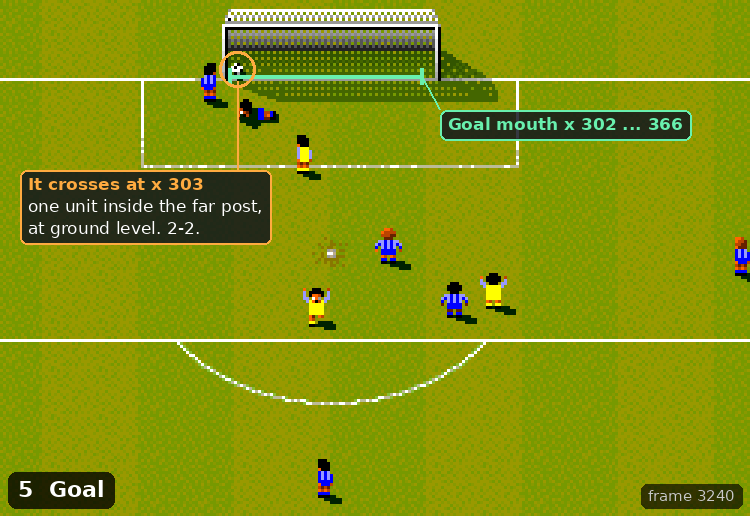 Goal mouth x 302 ... 366
It crosses at x 303
one unit inside the far post,
at ground level. 2-2.
5 Goal
frame 3240